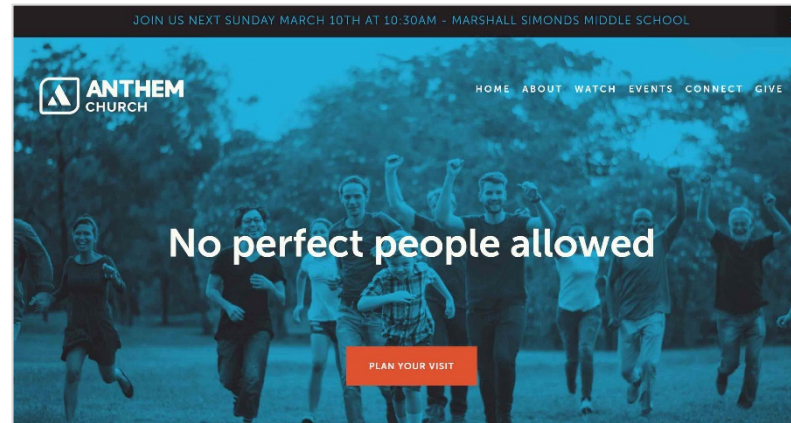 JOIN US NEXT SUNDAY MARCH 10TH AT 10:30AM - MARSHALL SIMONDS MIDDLE SCHOOL
ANTHEM
CHURCH
HOME ABOUT WATCH EVENTS CONNECT GIVE
No perfect people allowed
PLAN YOUR VISIT